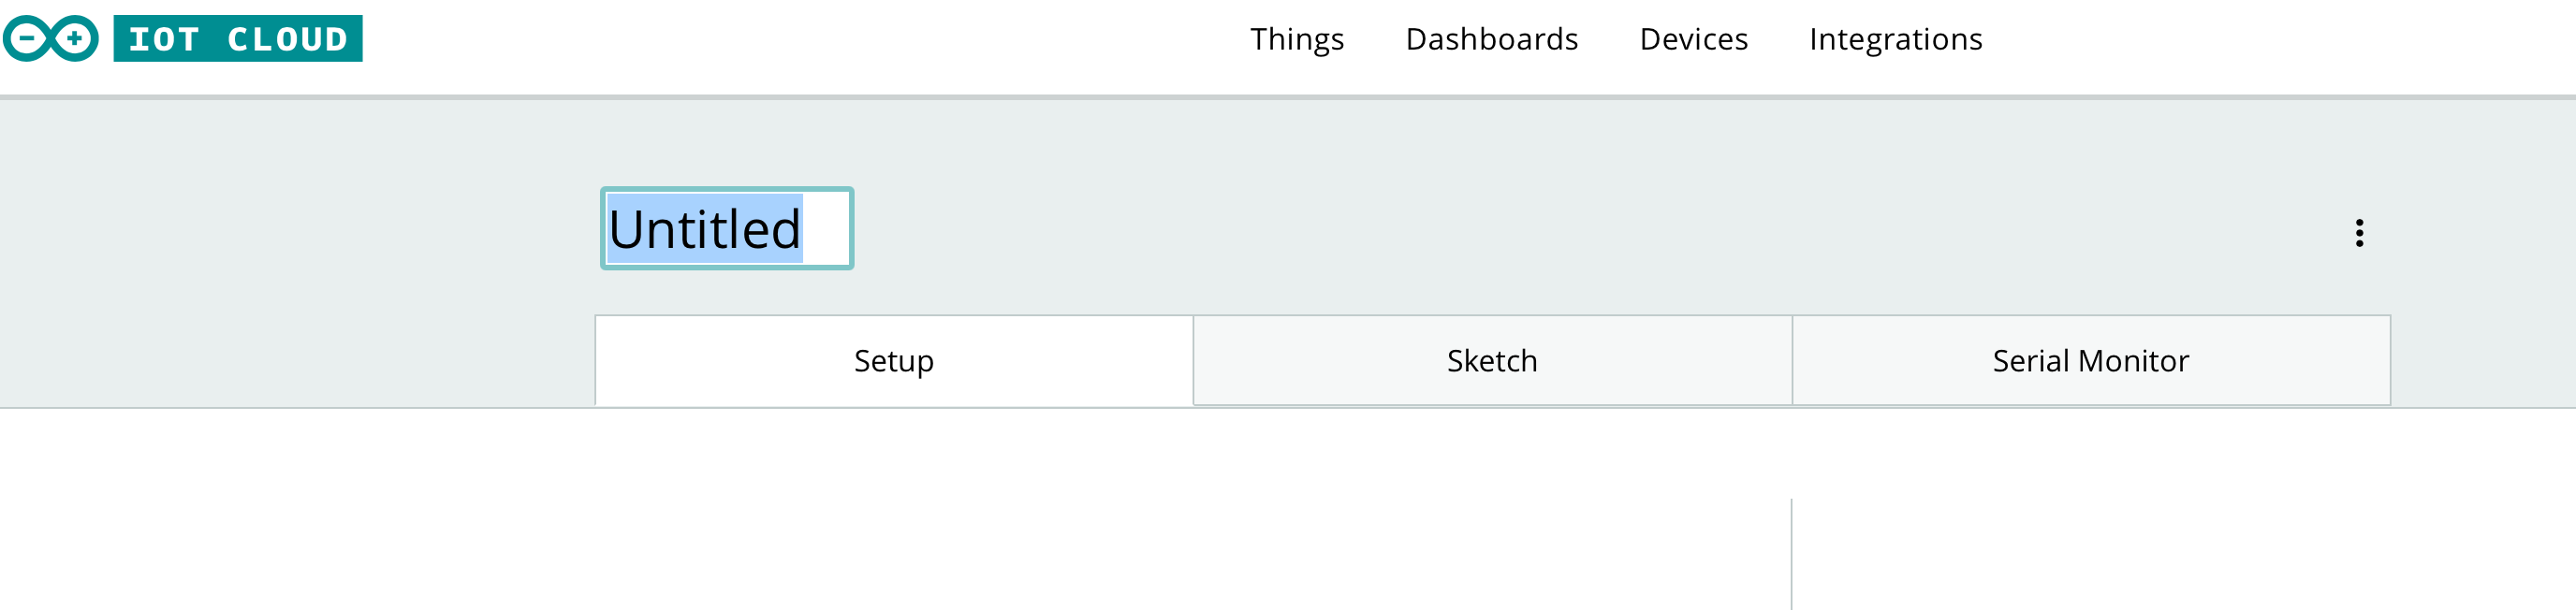 IOT CLOUD
Things Dashboards Devices Integrations
Untitled
Setup Sketch Serial Monitor